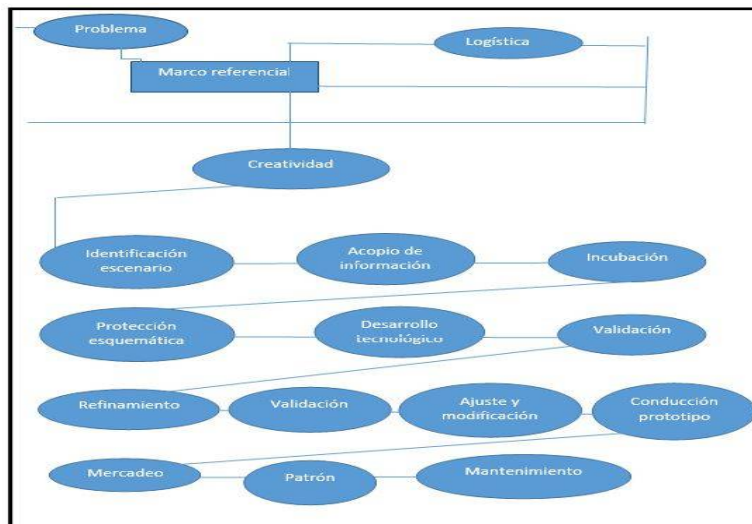 Problema
Logística
Marco referencial
Creatividad
Identificación
escenario
Acopio de
información
Incubación
Protección
esquemática
Desarrollo
tecnológico
Validación
Refinamiento
Validación
Ajuste y
modificación
Conducción
prototipo
Mercadeo
Patrón
Mantenimiento